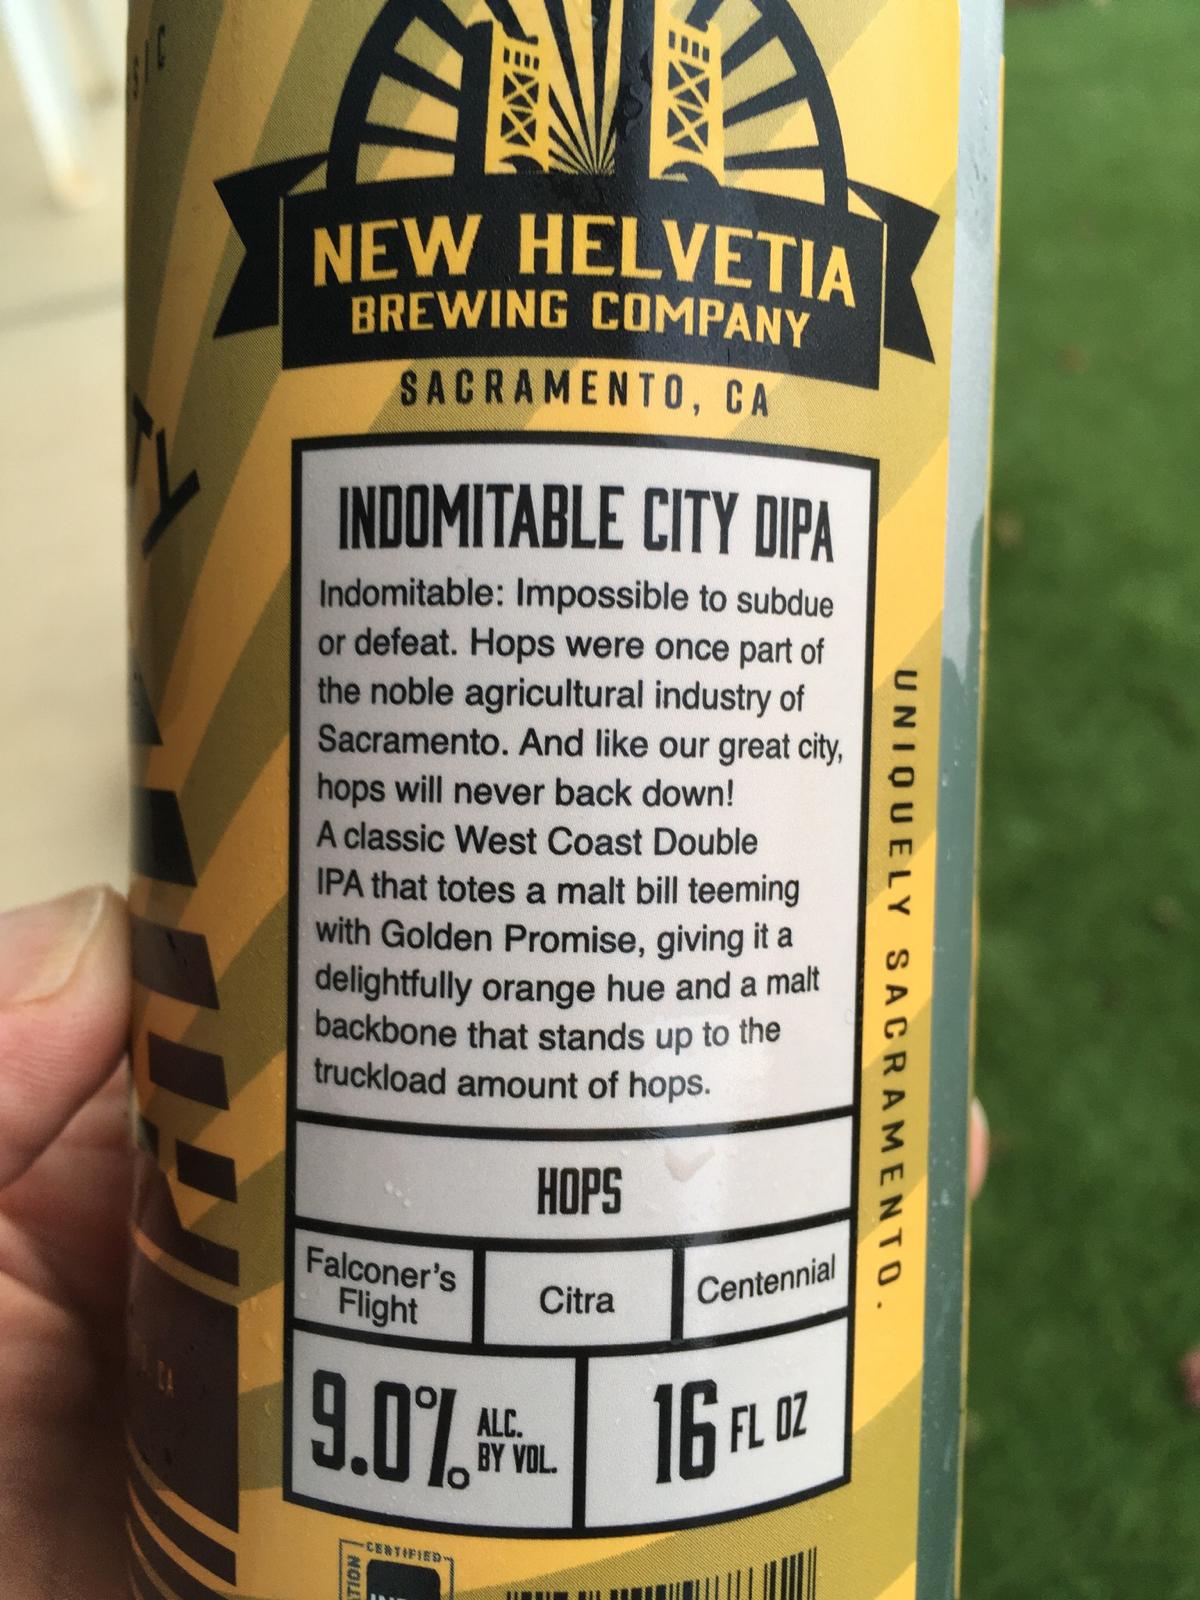 NEW HELVETIA
BREWING COMPANY
SACRAMENTO, CA
INDOMITABLE CITY DIPA
Indomitable: Impossible to subdue
or defeat. Hops were once part of
the noble agricultural industry of
Sacramento. And like our great city,
hops will never back down!
A classic West Coast Double
IPA that totes a malt bill teeming
with Golden Promise, giving it a
delightfully orange hue and a malt
backbone that stands up to the
truckload amount of hops.
HOPS
Falconer's
Flight
Citra
Centennial
9.0% ALC.
BY VOL.
16 FL OZ
UNIQUELY SACRAMENTO.
CERTIFIED